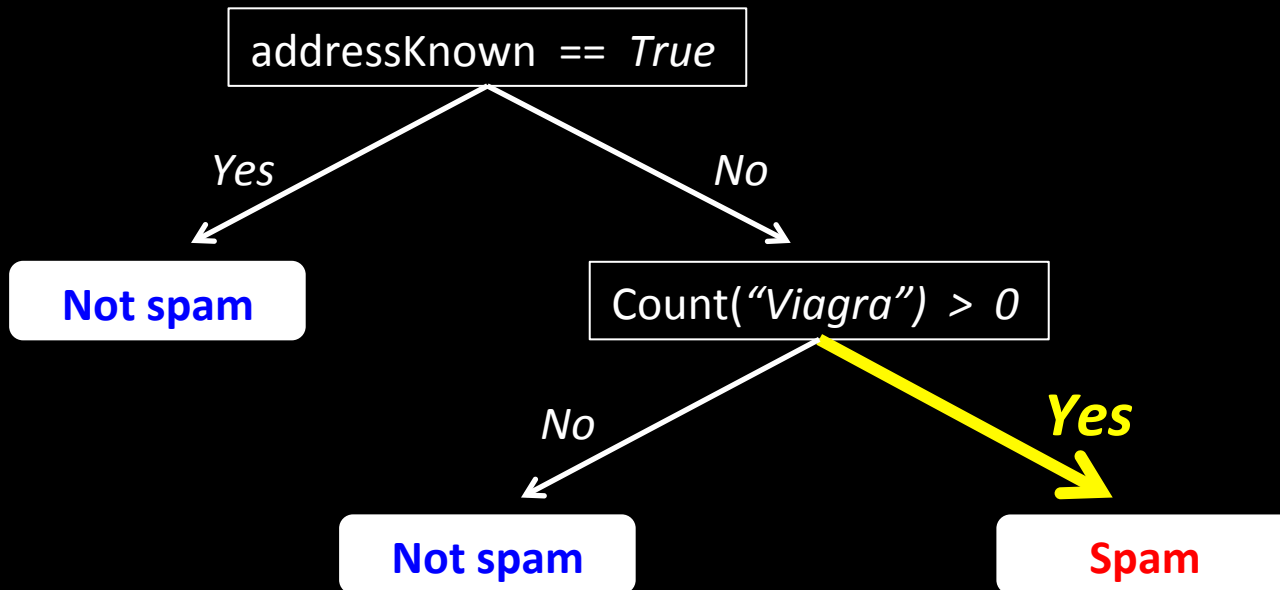 addressKnown == True
Yes
No
Not spam
Count(“Viagra”) > 0
No
Yes
Not spam
Spam